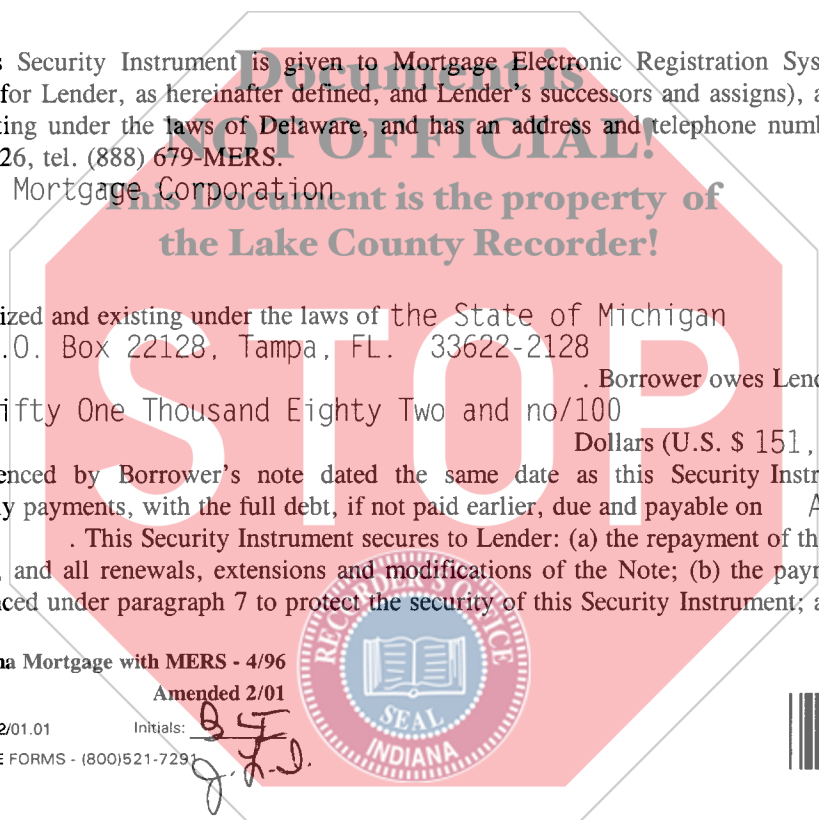 s Security Instrument is given to Mortgage Electronic Registration Sys
Document is
for Lender, as hereinafter defined, and Lender's successors and assigns), a
ting under the laws of Delaware, and has an address and telephone numb
NOT OFFICIAL!
26, tel. (888) 679-MERS.
Mortgage Corporation
This Document is the property of
the Lake County Recorder!
ized and existing under the laws of the State of Michigan
.O. Box 22128, Tampa, FL. 33622-2128
. Borrower owes Lend
STOP
ifty One Thousand Eighty Two and no/100
Dollars (U.S. $ 151,
enced by Borrower's note dated the same date as this Security Instr
ly payments, with the full debt, if not paid earlier, due and payable on A
. This Security Instrument secures to Lender: (a) the repayment of th
, and all renewals, extensions and modifications of the Note; (b) the payr
nced under paragraph 7 to protect the security of this Security Instrument; a
RECORDER'S OFFICE
SEAL
INDIANA
na Mortgage with MERS - 4/96
Amended 2/01
2/01.01 Initials:
E FORMS - (800)521-7291
J.L.D.